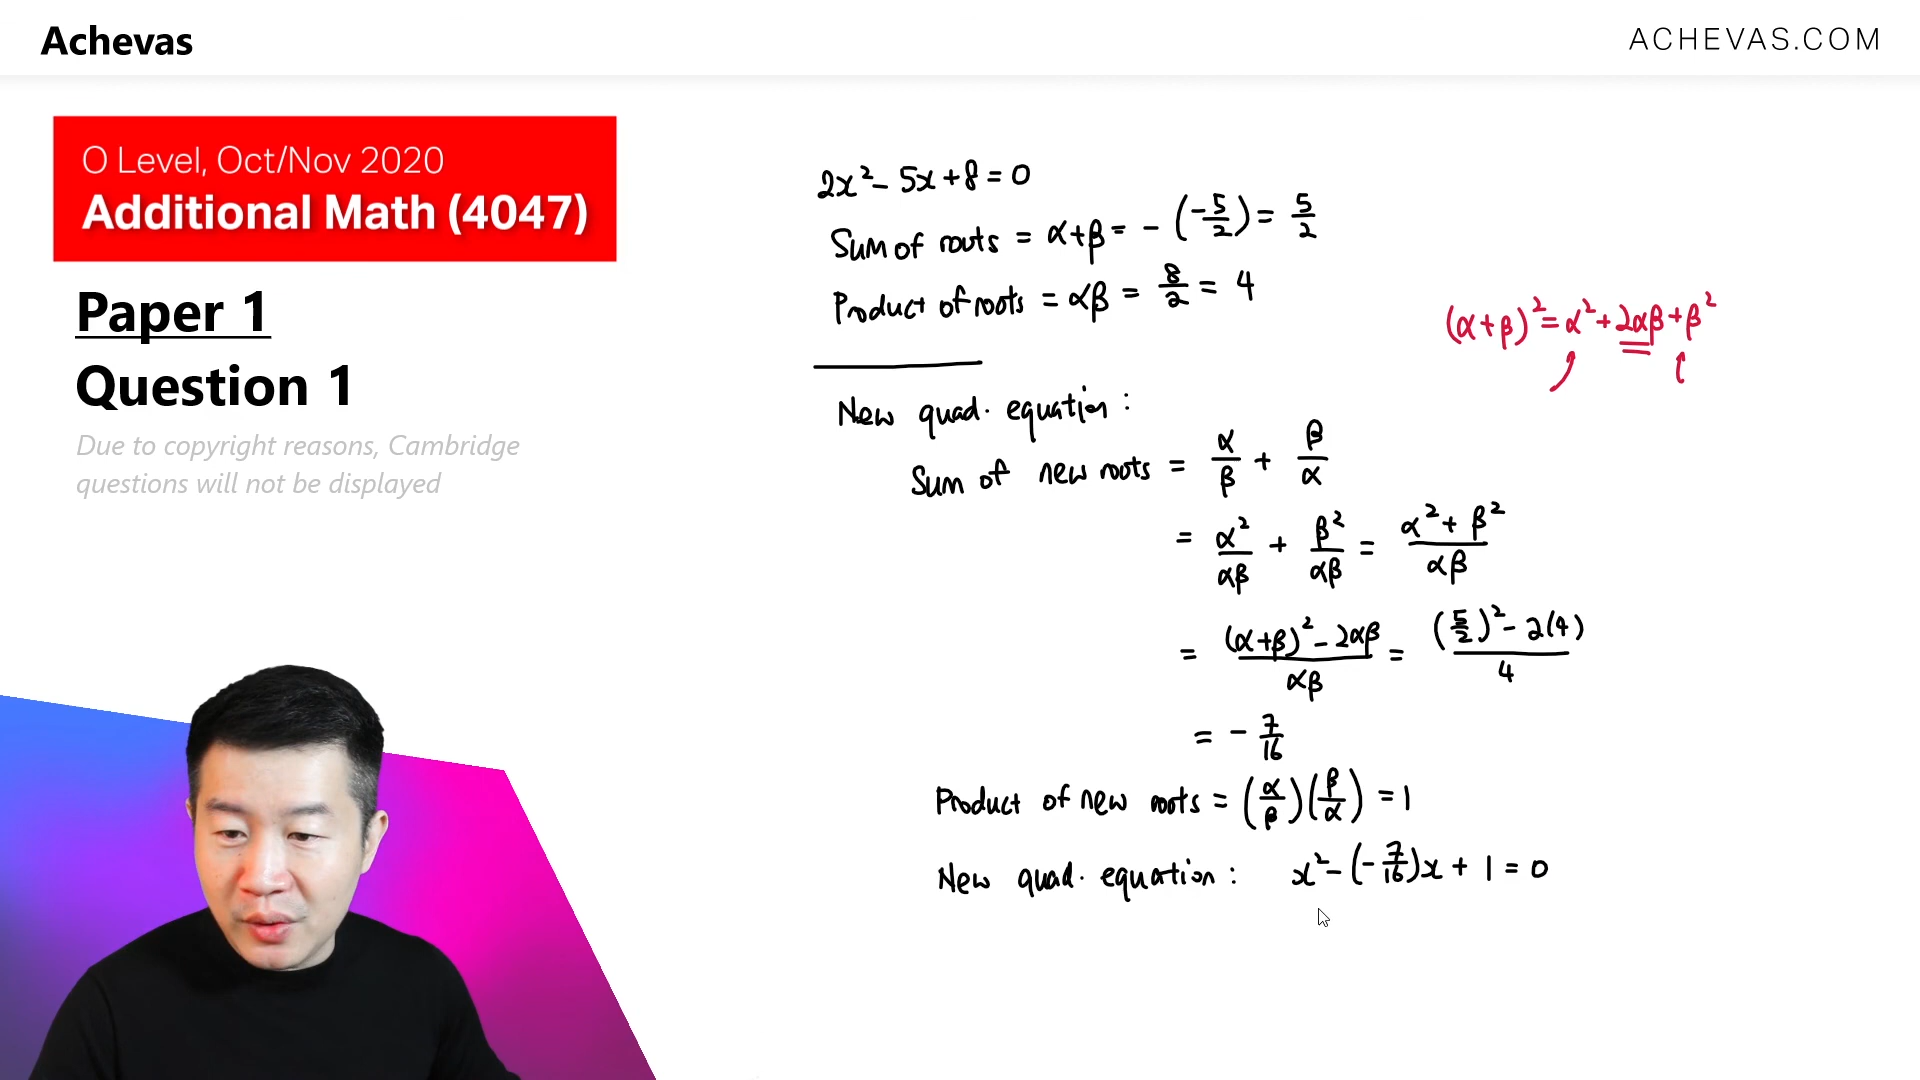 Achevas
ACHEVAS.COM
O Level, Oct/Nov 2020
Additional Math (4047)
Paper 1
Question 1
Due to copyright reasons, Cambridge
questions will not be displayed
2x² - 5x + 8 = 0
Sum of roots = α+β = - (-5/2) = 5/2
Product of roots = αβ = 8/2 = 4
(α+β)² = α² + 2αβ + β²
New quad. equation:
Sum of new roots = α/β + β/α
= α²/αβ + β²/αβ = (α² + β²)/αβ
= ((α+β)² - 2αβ)/αβ = ((5/2)² - 2(4))/4
= - 7/16
Product of new roots = (α/β)(β/α) = 1
New quad. equation: x² - (-7/16)x + 1 = 0